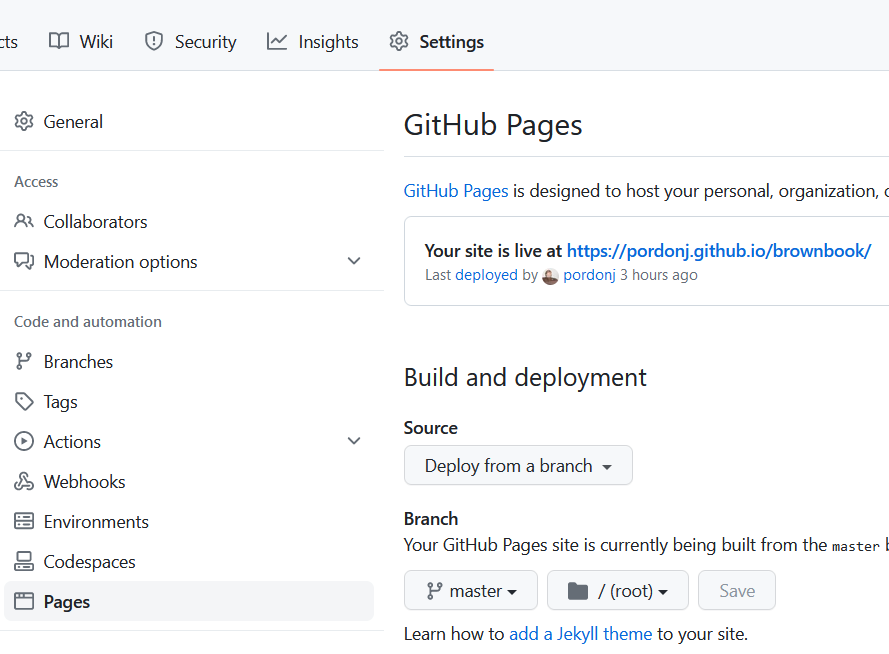 cts Wiki Security Insights Settings
General
Access
Collaborators
Moderation options
Code and automation
Branches
Tags
Actions
Webhooks
Environments
Codespaces
Pages
GitHub Pages
GitHub Pages is designed to host your personal, organization,
Your site is live at https://pordonj.github.io/brownbook/
Last deployed by pordonj 3 hours ago
Build and deployment
Source
Deploy from a branch
Branch
Your GitHub Pages site is currently being built from the master
master / (root) Save
Learn how to add a Jekyll theme to your site.